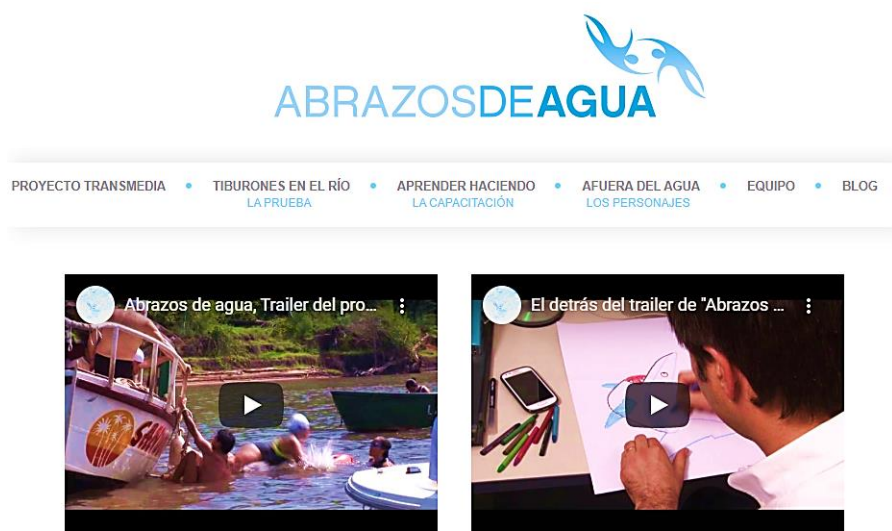 ABRAZOSDEAGUA
PROYECTO TRANSMEDIA • TIBURONES EN EL RÍO • APRENDER HACIENDO • AFUERA DEL AGUA • EQUIPO • BLOG
LA PRUEBA LA CAPACITACIÓN LOS PERSONAJES
Abrazos de agua, Trailer del pro...
El detrás del trailer de "Abrazos ...